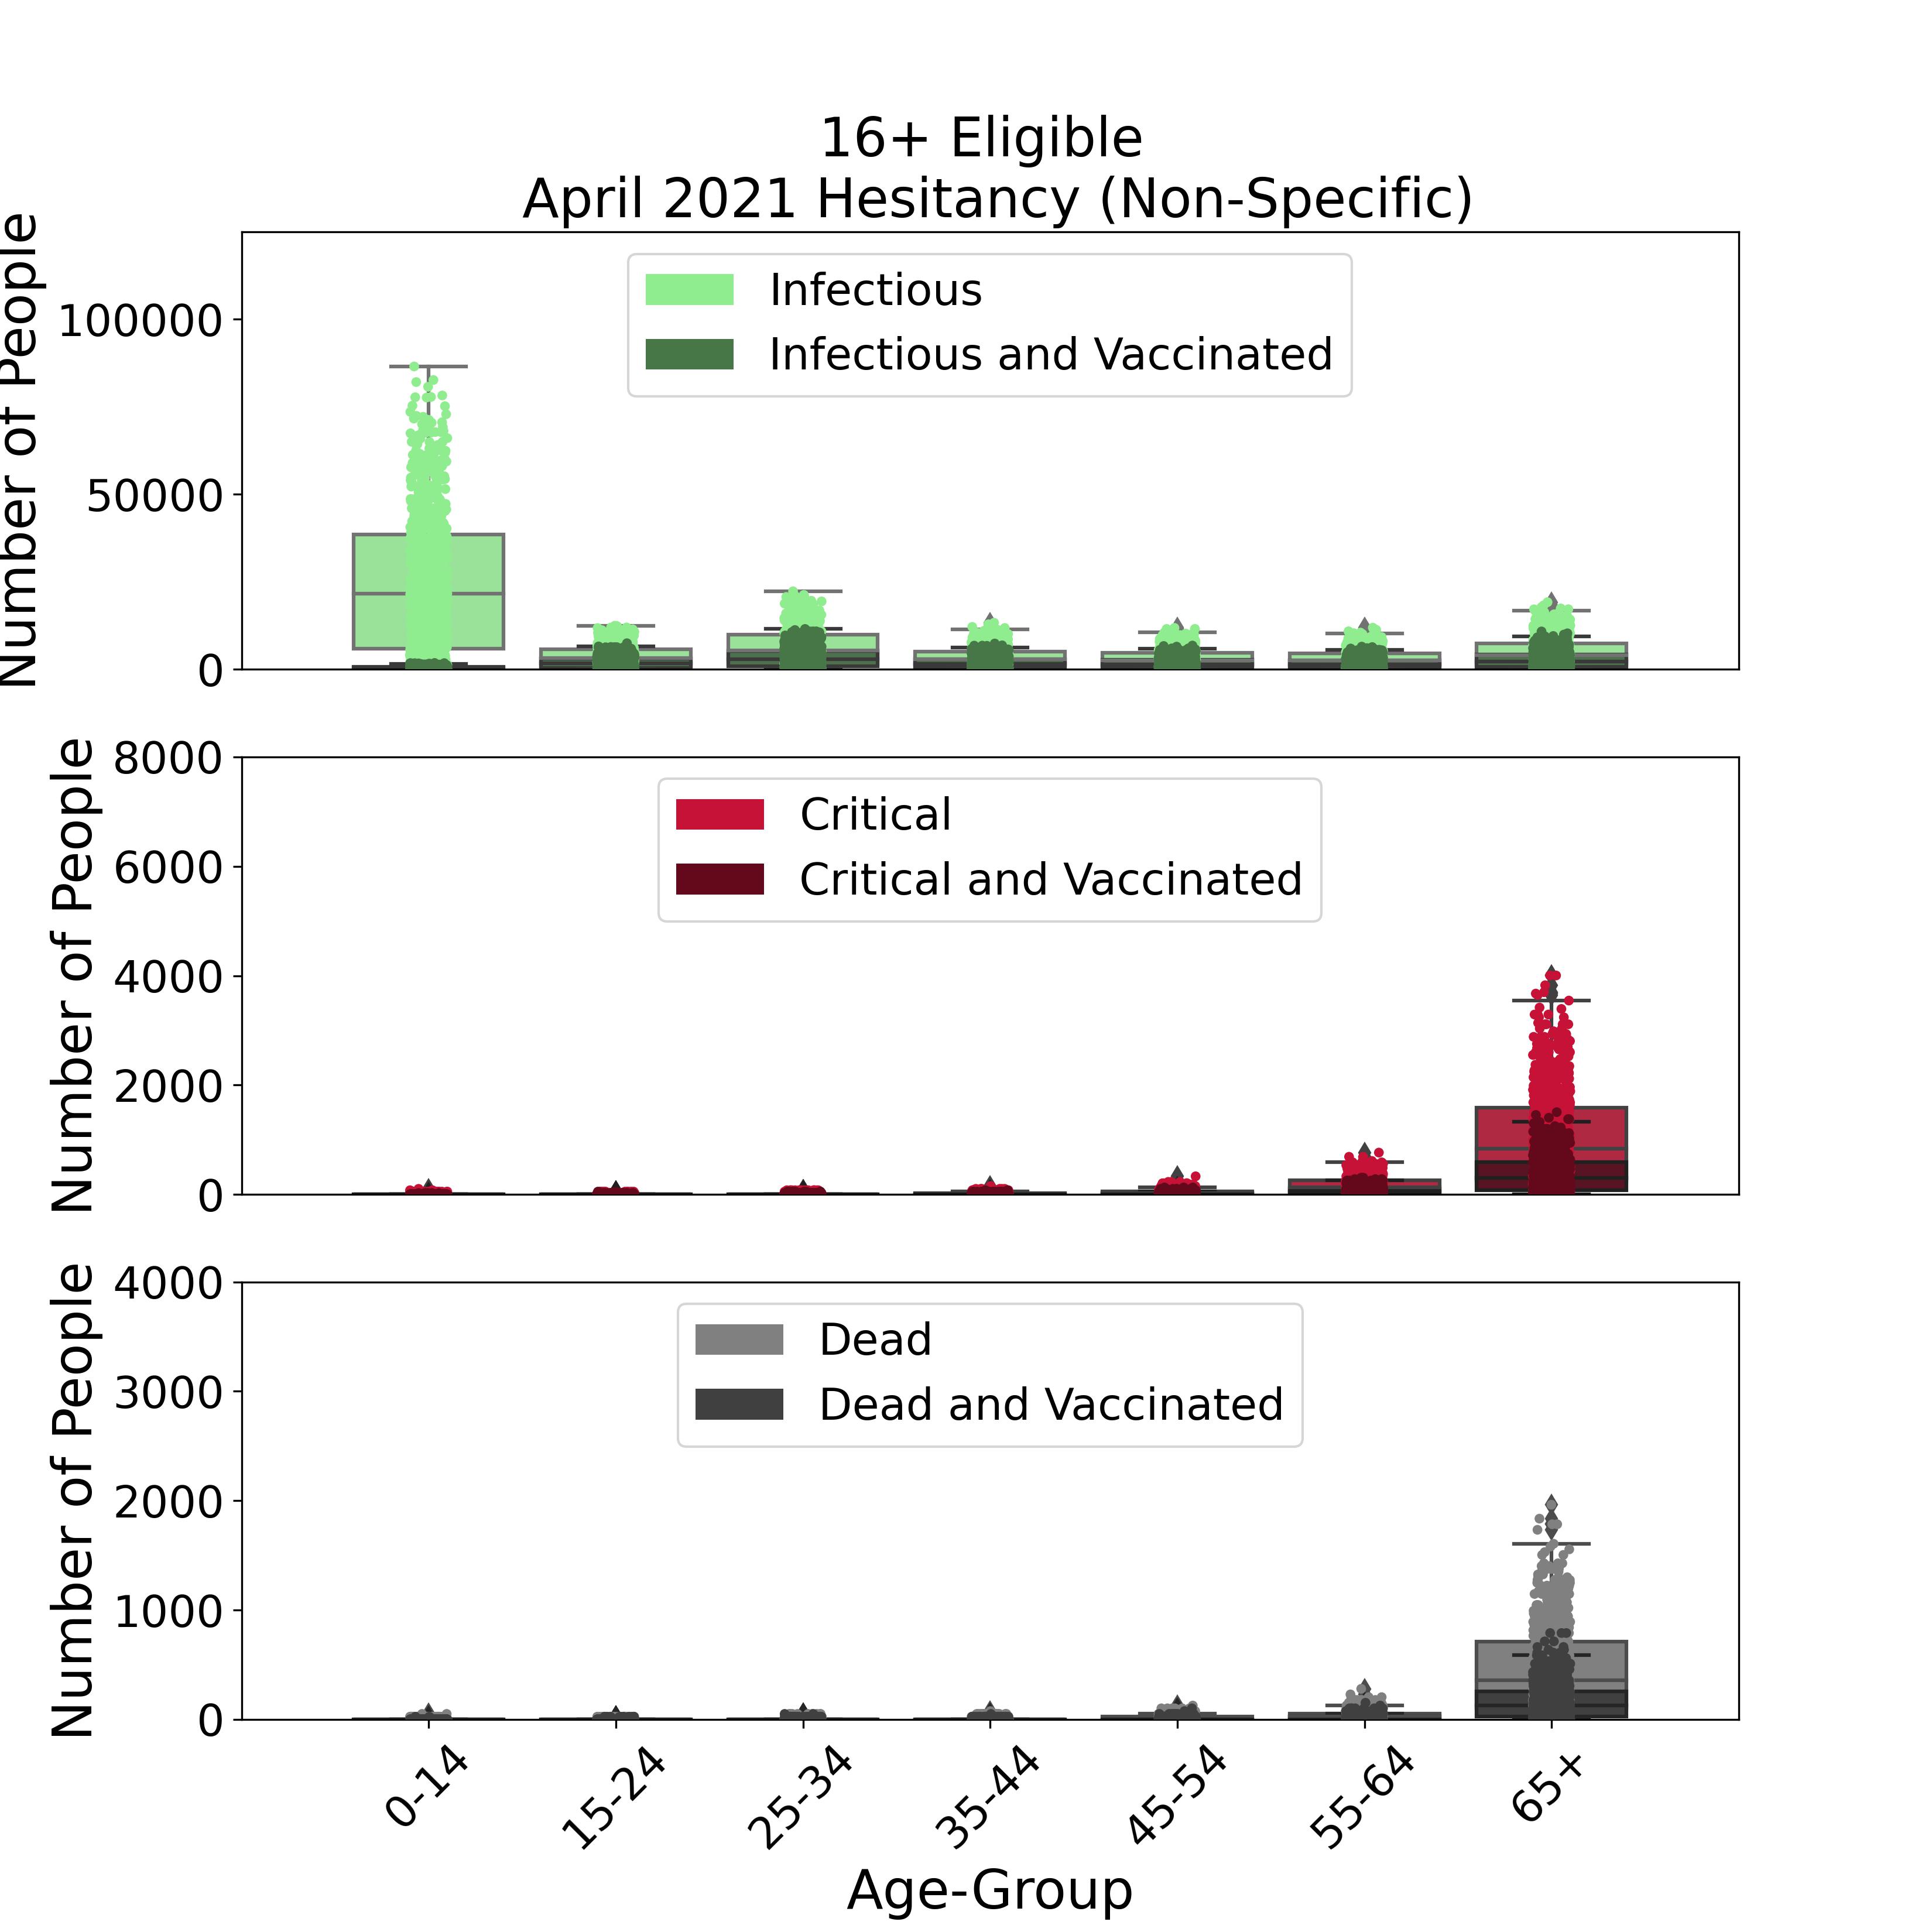 16+ Eligible
April 2021 Hesitancy (Non-Specific)
Number of People
100000
50000
0
Infectious
Infectious and Vaccinated
Number of People
8000
6000
4000
2000
0
Critical
Critical and Vaccinated
Number of People
4000
3000
2000
1000
0
Dead
Dead and Vaccinated
0-14
15-24
25-34
35-44
45-54
55-64
65+
Age-Group